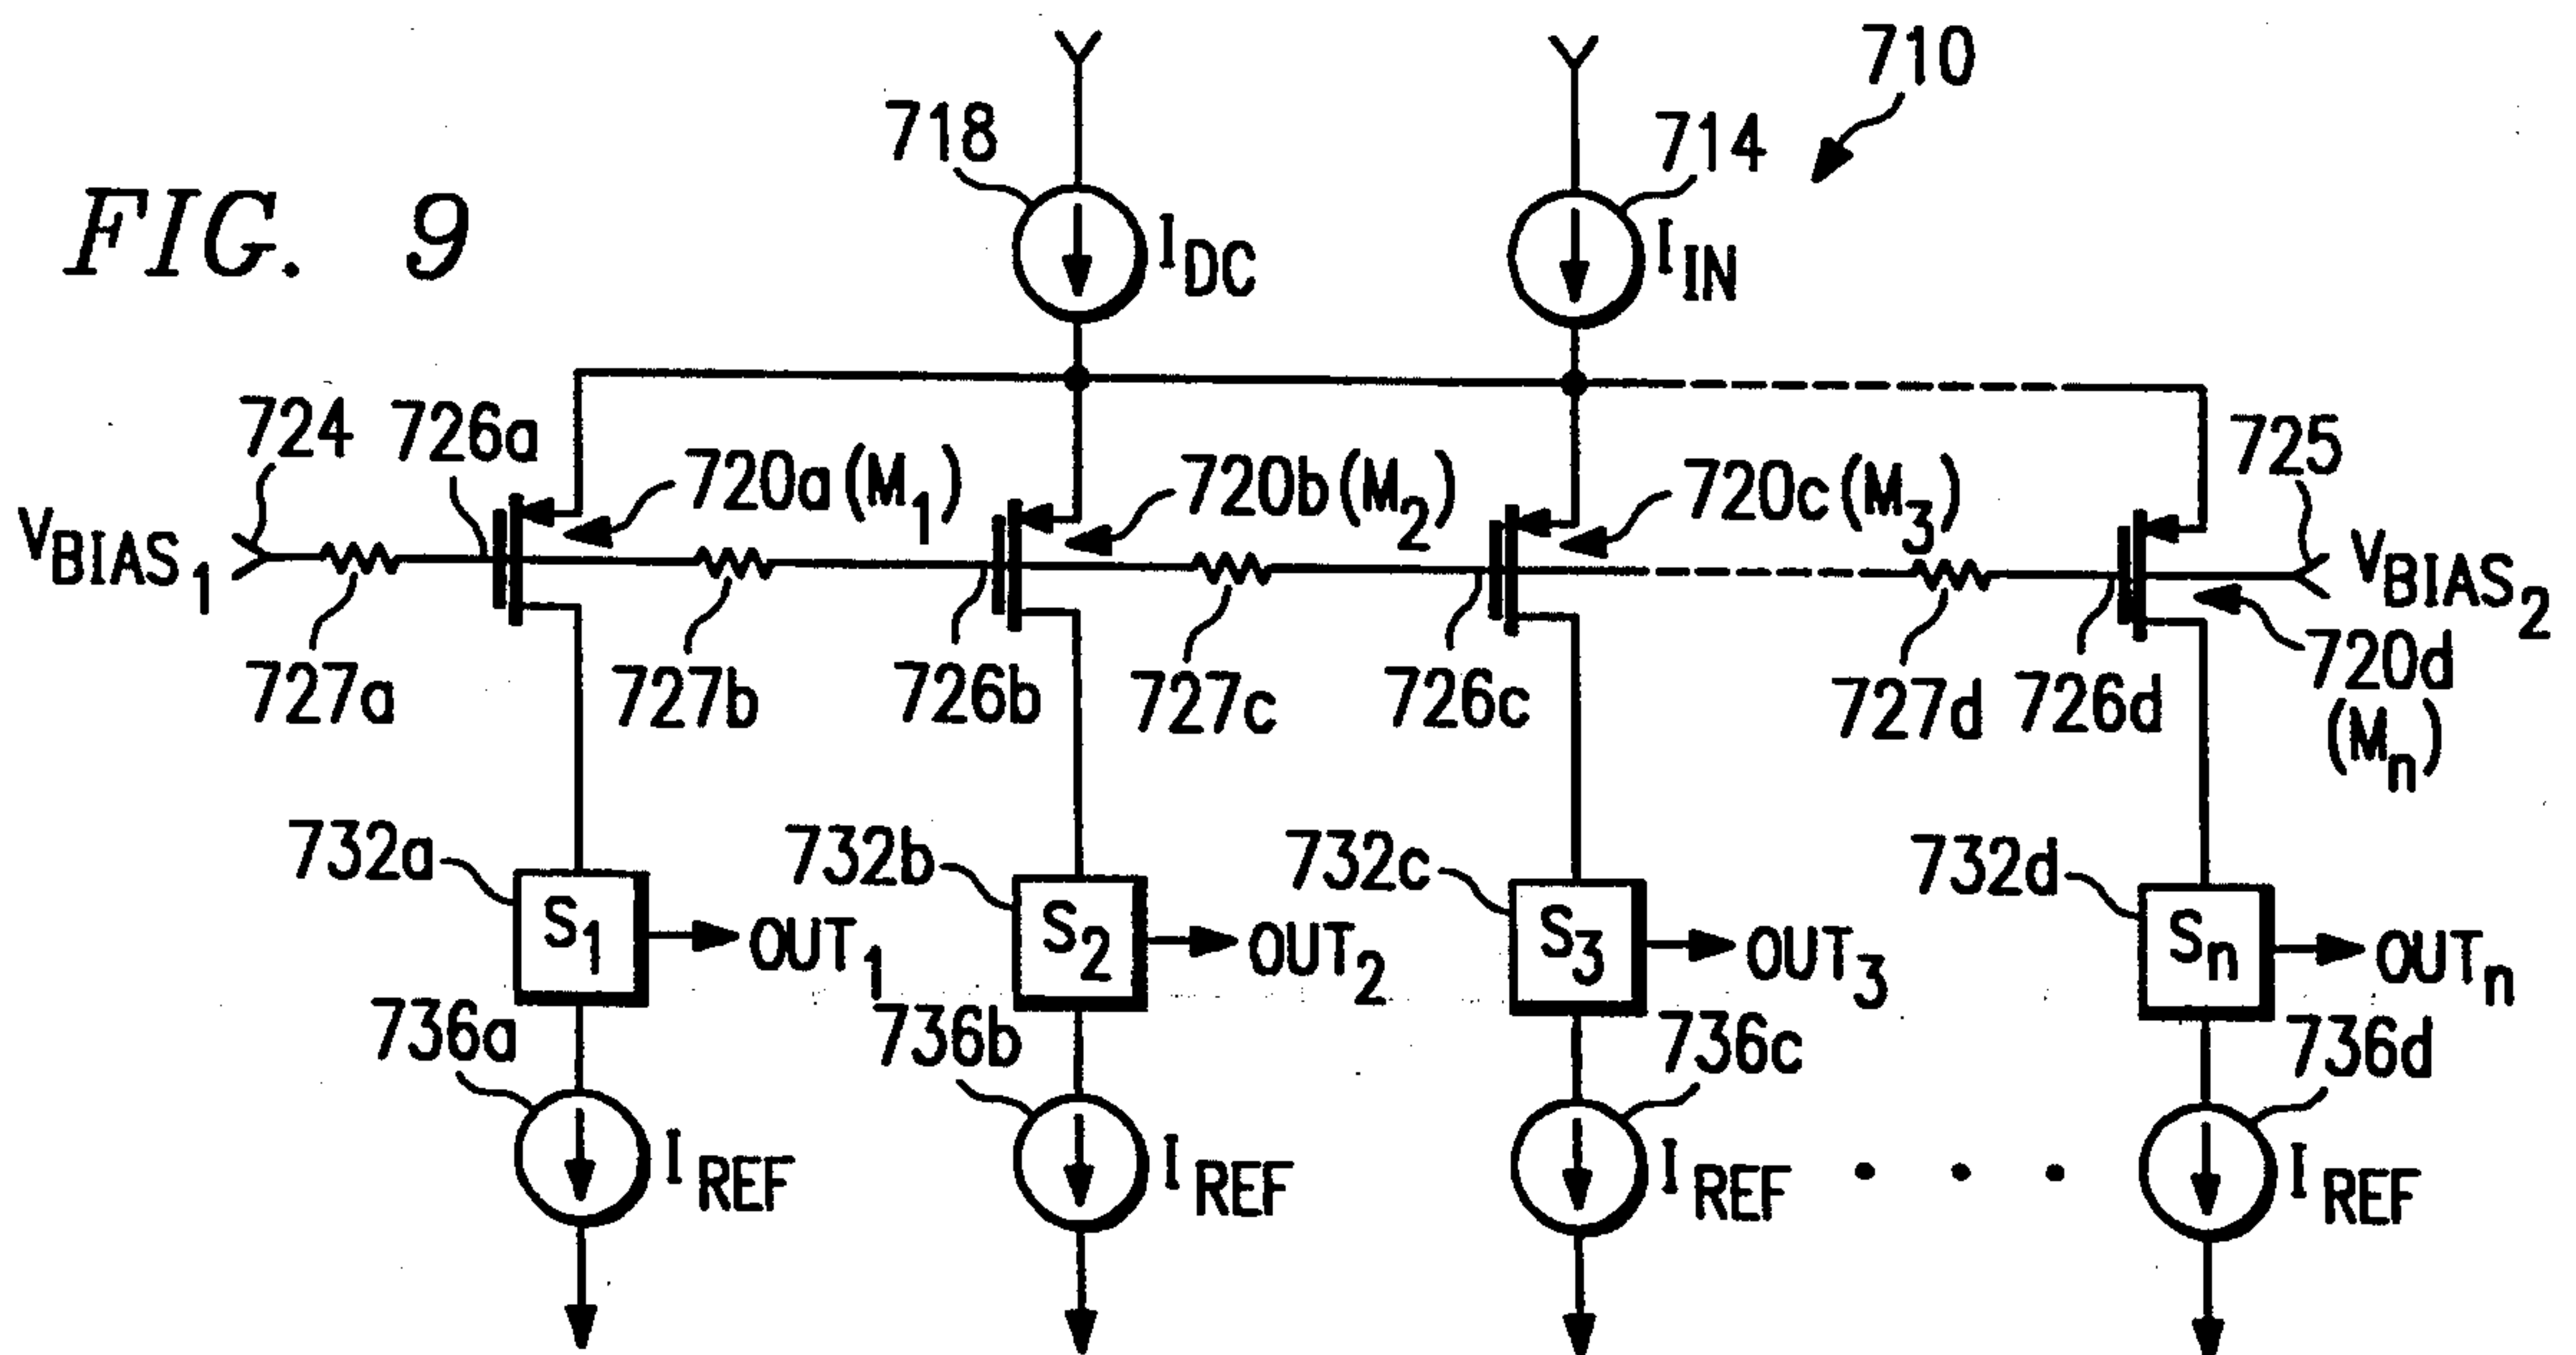 FIG. 9
710
718
714
I_DC
I_IN
724
726a
720a (M_1)
720b (M_2)
720c (M_3)
725
V_BIAS_1
V_BIAS_2
727a
727b
726b
727c
726c
727d
726d
720d
(M_n)
732a
732b
732c
732d
S_1
OUT_1
S_2
OUT_2
S_3
OUT_3
S_n
OUT_n
736a
736b
736c
736d
I_REF
I_REF
I_REF
. . .
I_REF